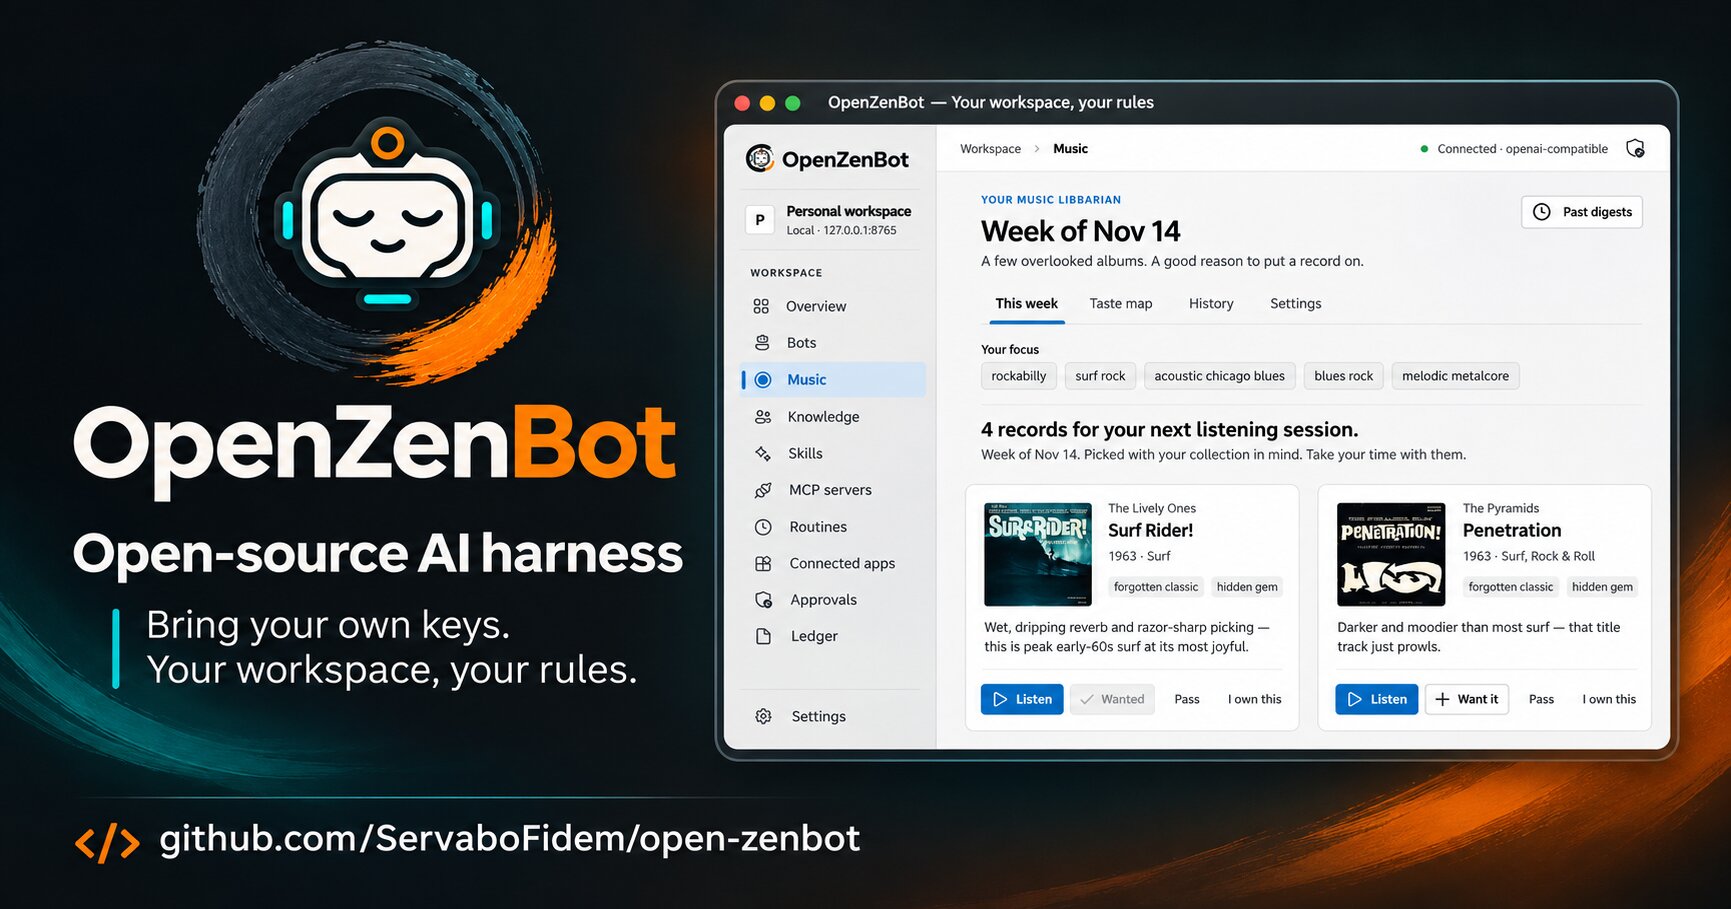 OpenZenBot
Open-source AI harness
Bring your own keys.
Your workspace, your rules.
github.com/ServaboFidem/open-zenbot
OpenZenBot — Your workspace, your rules
OpenZenBot
P
Personal workspace
Local · 127.0.0.1:8765
WORKSPACE
Overview
Bots
Music
Knowledge
Skills
MCP servers
Routines
Connected apps
Approvals
Ledger
Settings
Workspace > Music
Connected · openai-compatible
YOUR MUSIC LIBBARIAN
Week of Nov 14
Past digests
A few overlooked albums. A good reason to put a record on.
This week Taste map History Settings
Your focus
rockabilly surf rock acoustic chicago blues blues rock melodic metalcore
4 records for your next listening session.
Week of Nov 14. Picked with your collection in mind. Take your time with them.
SURF RIDER!
The Lively Ones
Surf Rider!
1963 · Surf
forgotten classic hidden gem
Wet, dripping reverb and razor-sharp picking —
this is peak early-60s surf at its most joyful.
Listen Wanted Pass I own this
PENETRATION!
The Pyramids
Penetration
1963 · Surf, Rock & Roll
forgotten classic hidden gem
Darker and moodier than most surf — that title
track just prowls.
Listen Want it Pass I own this